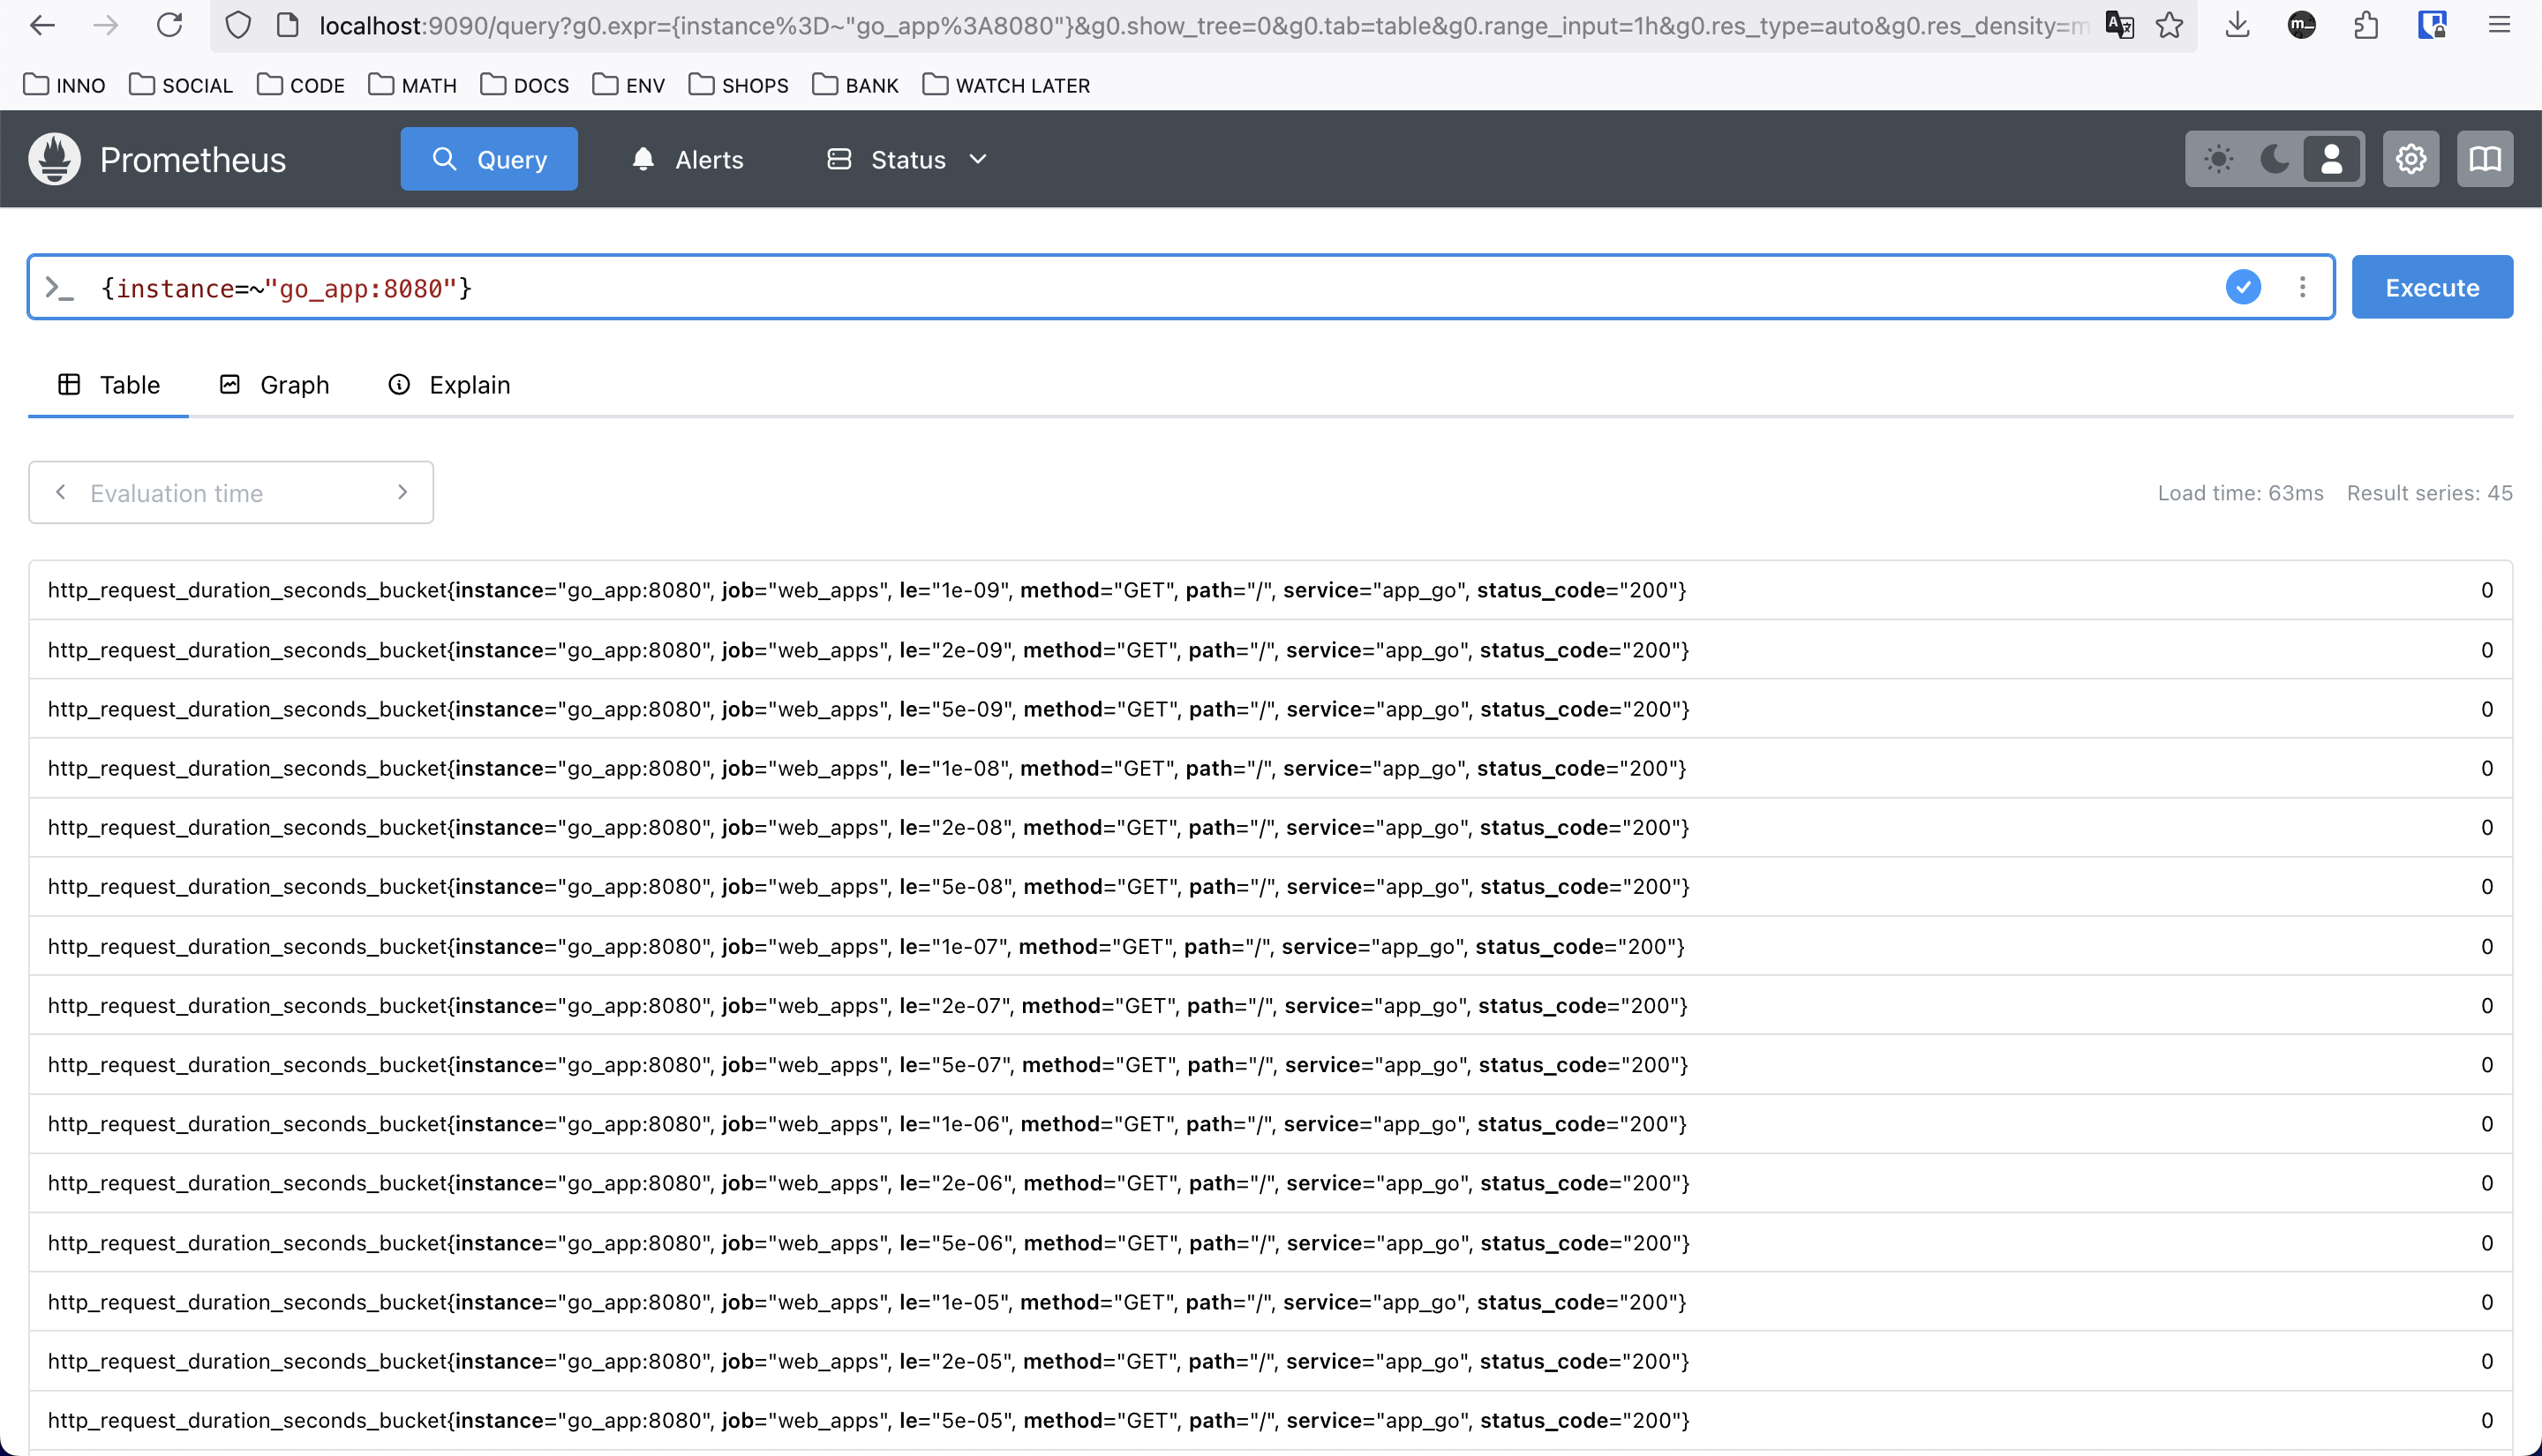 localhost:9090/query?g0.expr={instance%3D~"go_app%3A8080"}&g0.show_tree=0&g0.tab=table&g0.range_input=1h&g0.res_type=auto&g0.res_density=m
INNO SOCIAL CODE MATH DOCS ENV SHOPS BANK WATCH LATER
Prometheus Query Alerts Status
{instance=~"go_app:8080"} Execute
Table Graph Explain
Evaluation time Load time: 63ms Result series: 45
http_request_duration_seconds_bucket{instance="go_app:8080", job="web_apps", le="1e-09", method="GET", path="/", service="app_go", status_code="200"} 0
http_request_duration_seconds_bucket{instance="go_app:8080", job="web_apps", le="2e-09", method="GET", path="/", service="app_go", status_code="200"} 0
http_request_duration_seconds_bucket{instance="go_app:8080", job="web_apps", le="5e-09", method="GET", path="/", service="app_go", status_code="200"} 0
http_request_duration_seconds_bucket{instance="go_app:8080", job="web_apps", le="1e-08", method="GET", path="/", service="app_go", status_code="200"} 0
http_request_duration_seconds_bucket{instance="go_app:8080", job="web_apps", le="2e-08", method="GET", path="/", service="app_go", status_code="200"} 0
http_request_duration_seconds_bucket{instance="go_app:8080", job="web_apps", le="5e-08", method="GET", path="/", service="app_go", status_code="200"} 0
http_request_duration_seconds_bucket{instance="go_app:8080", job="web_apps", le="1e-07", method="GET", path="/", service="app_go", status_code="200"} 0
http_request_duration_seconds_bucket{instance="go_app:8080", job="web_apps", le="2e-07", method="GET", path="/", service="app_go", status_code="200"} 0
http_request_duration_seconds_bucket{instance="go_app:8080", job="web_apps", le="5e-07", method="GET", path="/", service="app_go", status_code="200"} 0
http_request_duration_seconds_bucket{instance="go_app:8080", job="web_apps", le="1e-06", method="GET", path="/", service="app_go", status_code="200"} 0
http_request_duration_seconds_bucket{instance="go_app:8080", job="web_apps", le="2e-06", method="GET", path="/", service="app_go", status_code="200"} 0
http_request_duration_seconds_bucket{instance="go_app:8080", job="web_apps", le="5e-06", method="GET", path="/", service="app_go", status_code="200"} 0
http_request_duration_seconds_bucket{instance="go_app:8080", job="web_apps", le="1e-05", method="GET", path="/", service="app_go", status_code="200"} 0
http_request_duration_seconds_bucket{instance="go_app:8080", job="web_apps", le="2e-05", method="GET", path="/", service="app_go", status_code="200"} 0
http_request_duration_seconds_bucket{instance="go_app:8080", job="web_apps", le="5e-05", method="GET", path="/", service="app_go", status_code="200"} 0